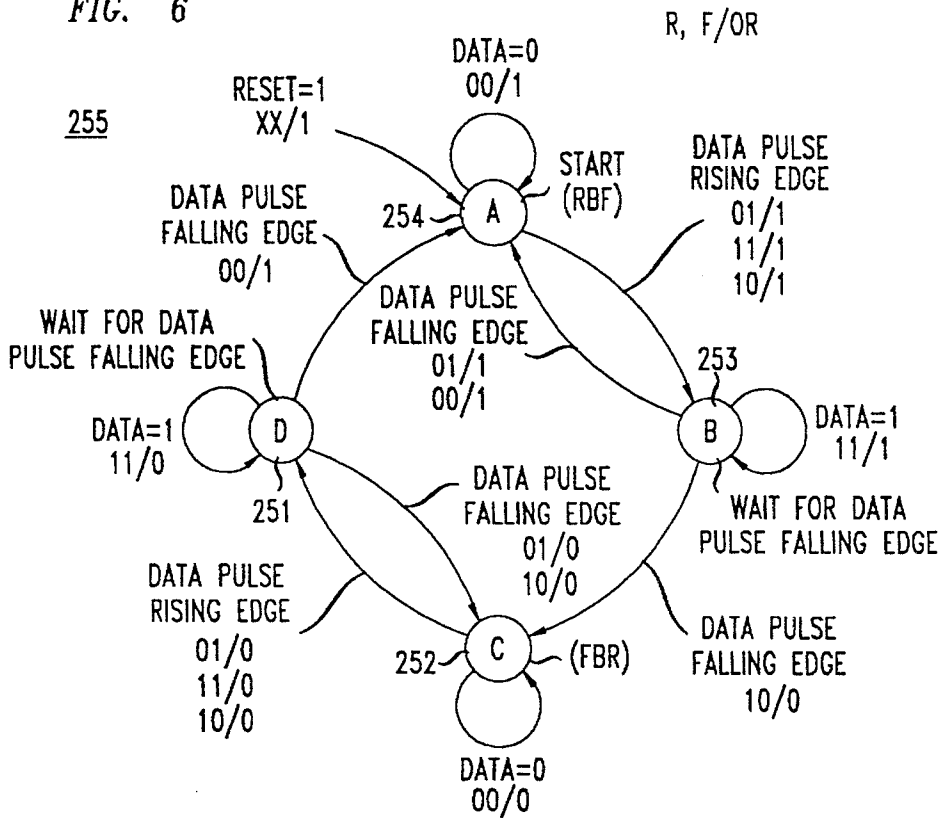 FIG. 6
R, F/OR
255
DATA=0
00/1
RESET=1
XX/1
START
(RBF)
A
254
DATA PULSE
RISING EDGE
01/1
11/1
10/1
DATA PULSE
FALLING EDGE
00/1
DATA PULSE
FALLING EDGE
01/1
00/1
WAIT FOR DATA
PULSE FALLING EDGE
253
B
DATA=1
11/1
D
DATA=1
11/0
251
DATA PULSE
FALLING EDGE
01/0
10/0
WAIT FOR DATA
PULSE FALLING EDGE
DATA PULSE
RISING EDGE
01/0
11/0
10/0
C
252
(FBR)
DATA PULSE
FALLING EDGE
10/0
DATA=0
00/0